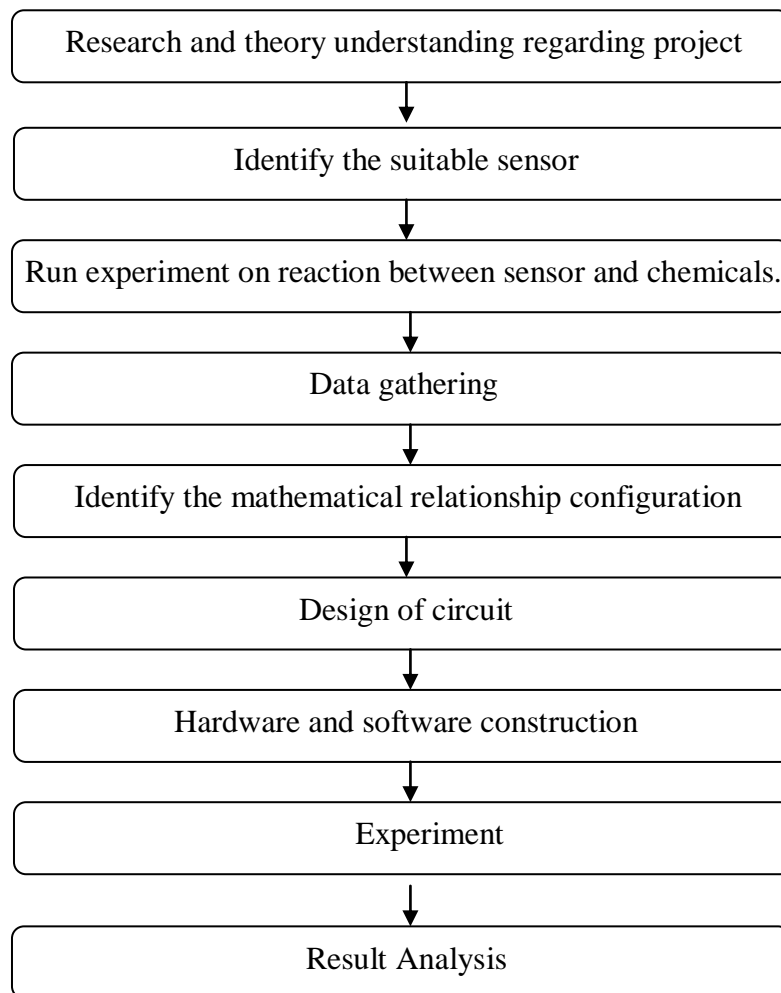 Research and theory understanding regarding project
Identify the suitable sensor
Run experiment on reaction between sensor and chemicals.
Data gathering
Identify the mathematical relationship configuration
Design of circuit
Hardware and software construction
Experiment
Result Analysis